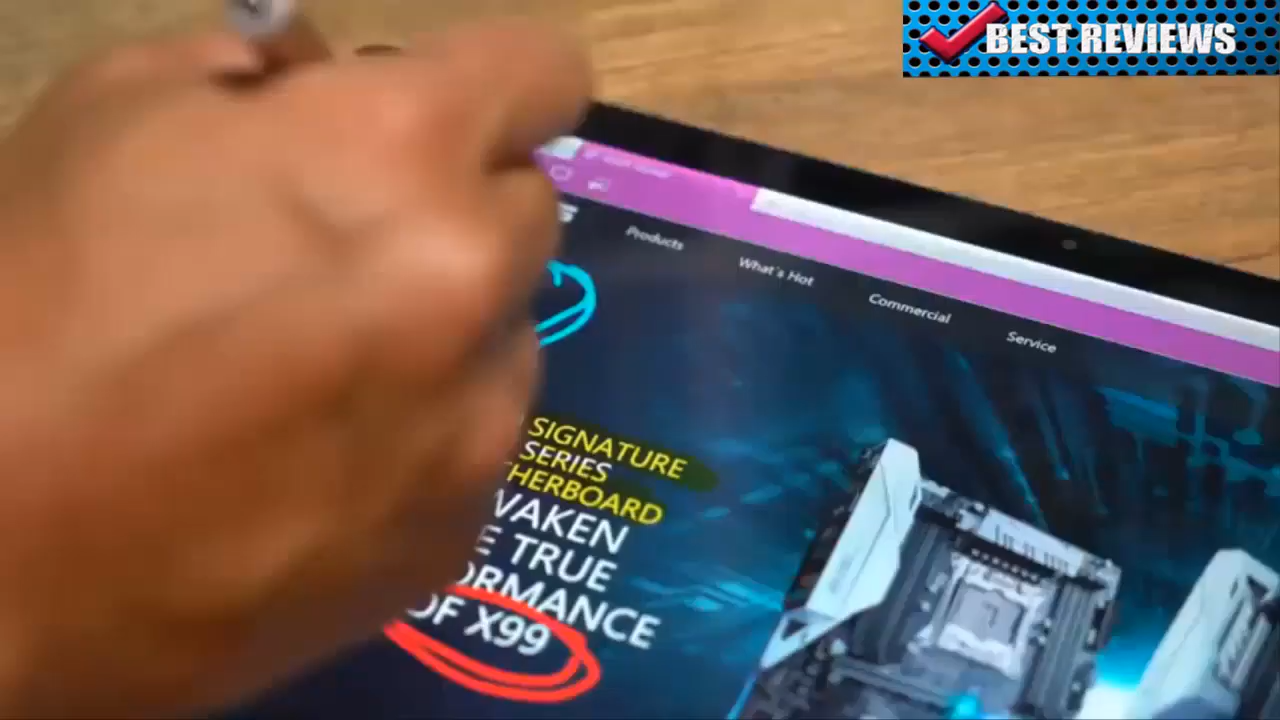 BEST REVIEWS
Products
What's Hot
Commercial
Service
SIGNATURE
SERIES
HERBOARD
VAKEN
E TRUE
ORMANCE
OF X99